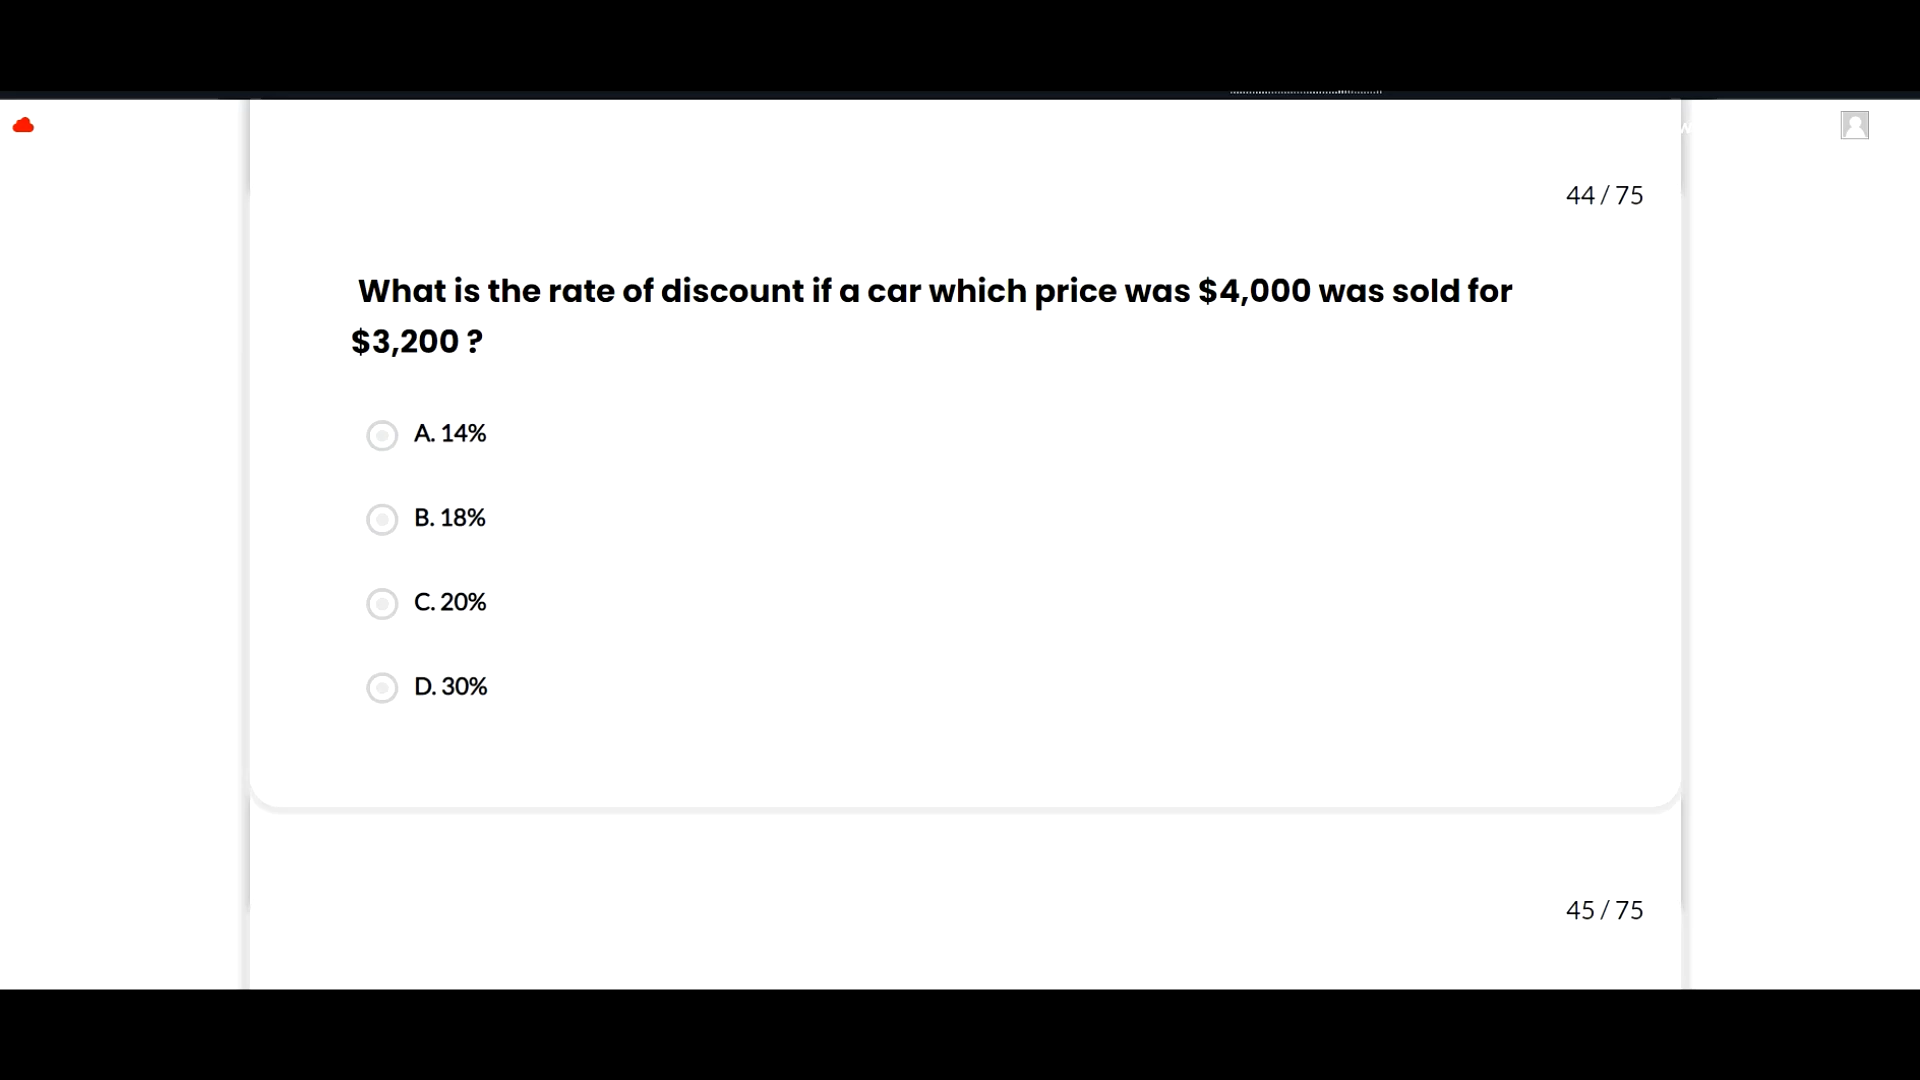 44 / 75
What is the rate of discount if a car which price was $4,000 was sold for
$3,200 ?
A. 14%
B. 18%
C. 20%
D. 30%
45 / 75